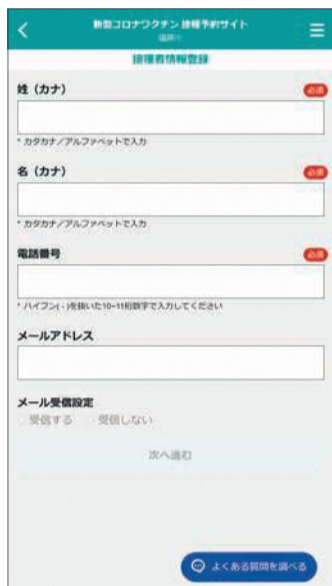 新型コロナワクチン 接種予約サイト
接種者情報登録
姓（カナ） 必須
* カタカナ／アルファベットで入力
名（カナ） 必須
* カタカナ／アルファベットで入力
電話番号 必須
* ハイフン(-)を抜いた10~11桁数字で入力してください
メールアドレス
メール受信設定
受信する 受信しない
次へ進む
よくある質問を調べる